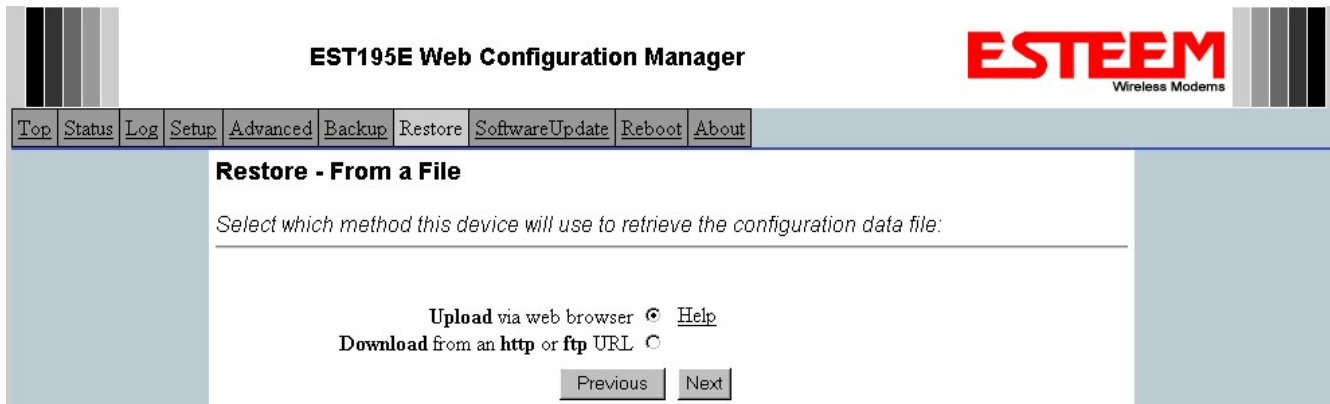 EST195E Web Configuration Manager
ESTEEM
Wireless Modems
Top Status Log Setup Advanced Backup Restore SoftwareUpdate Reboot About
Restore - From a File
Select which method this device will use to retrieve the configuration data file:
Upload via web browser Help
Download from an http or ftp URL
Previous Next